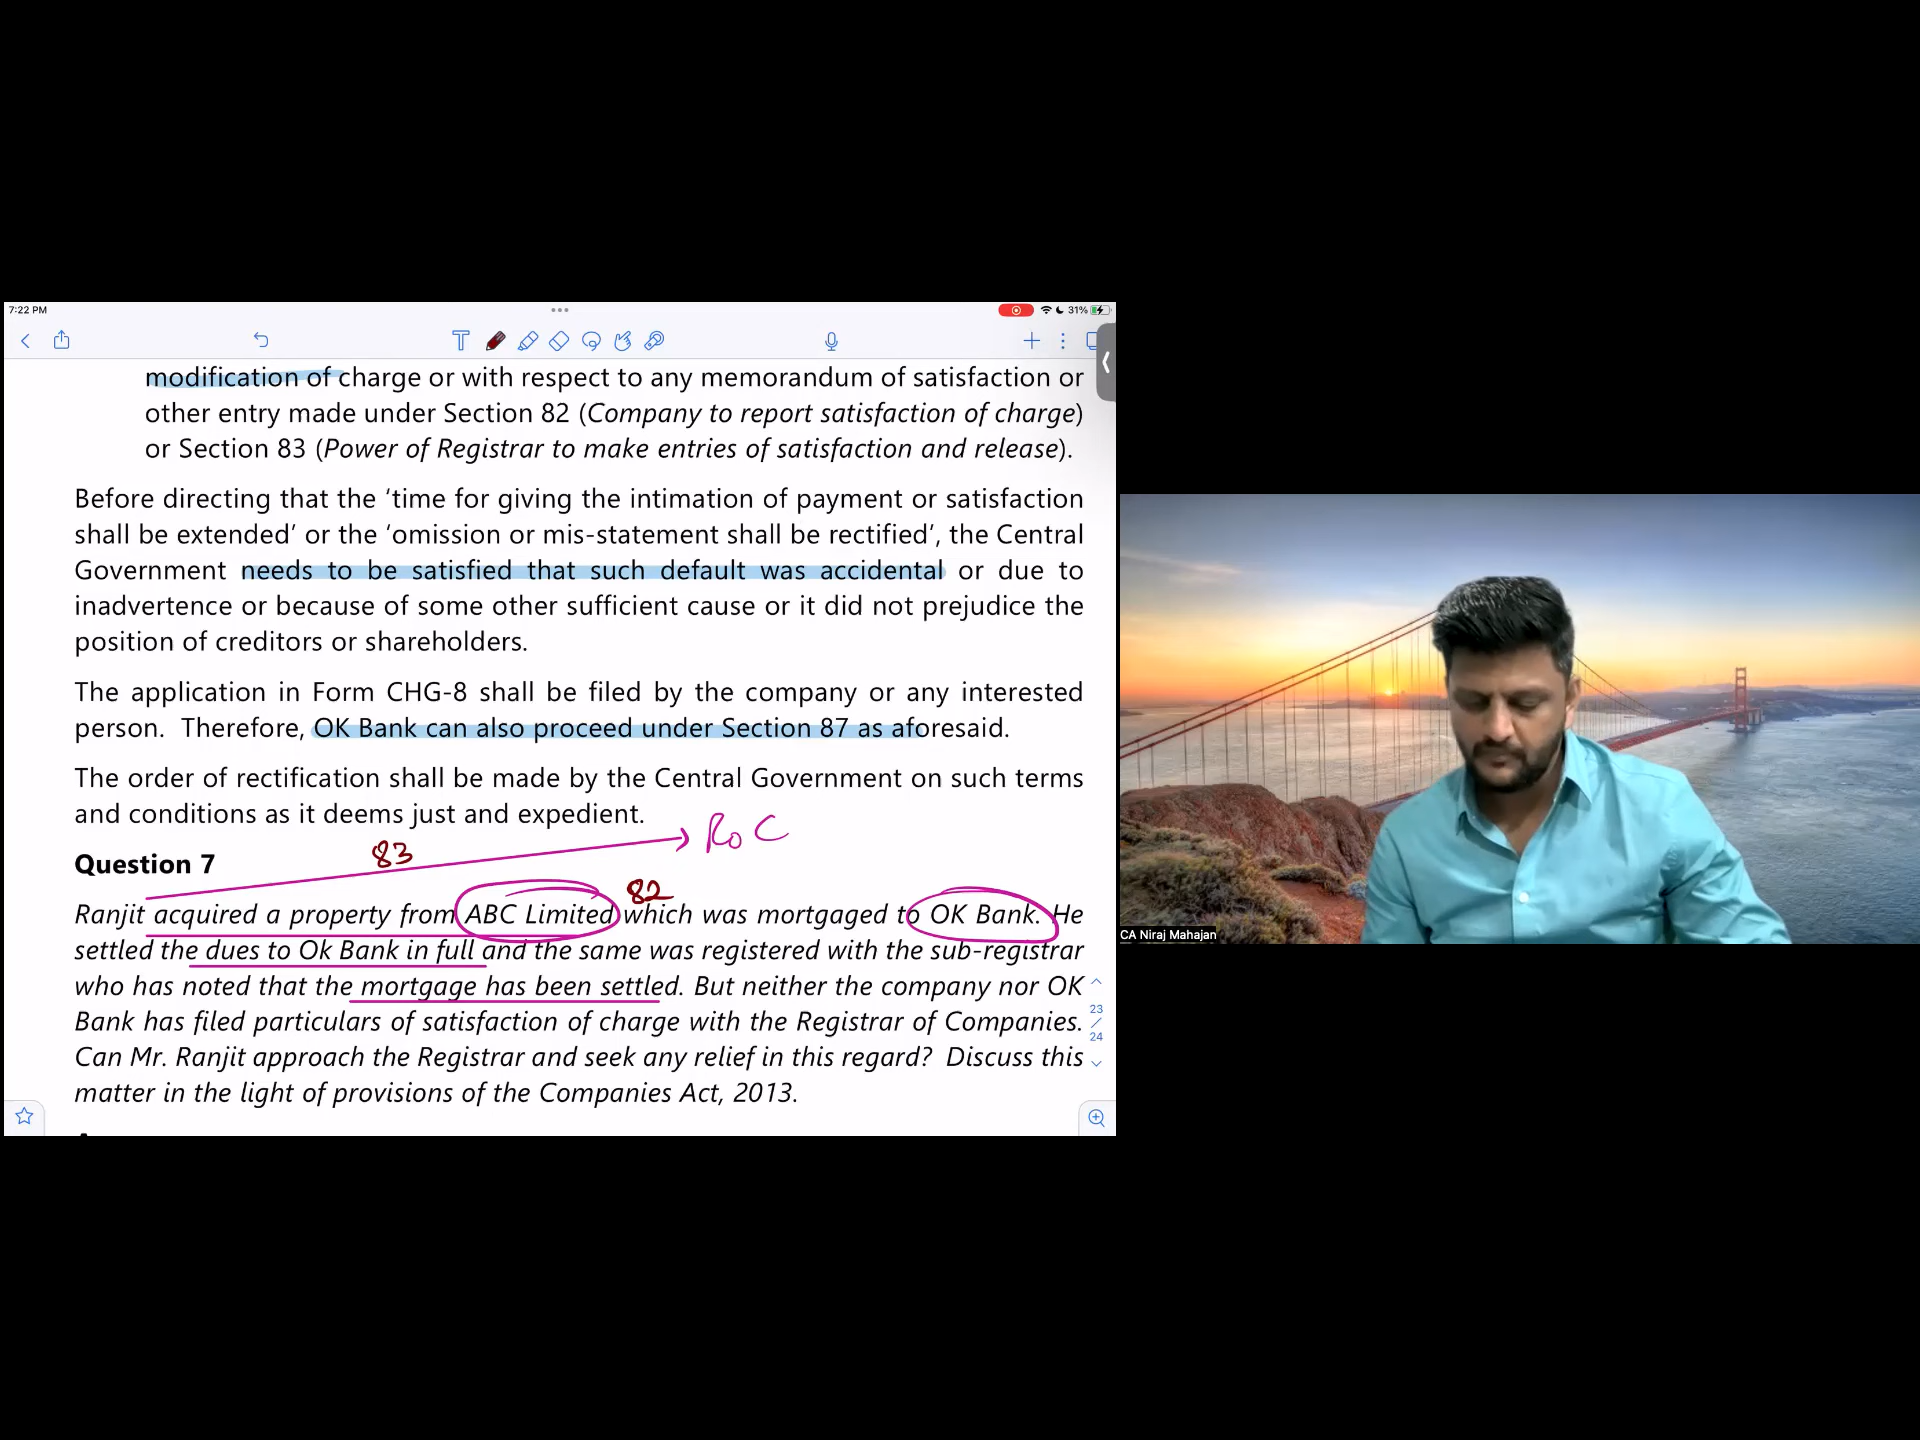 7:22 PM
31%
modification of charge or with respect to any memorandum of satisfaction or
other entry made under Section 82 (Company to report satisfaction of charge)
or Section 83 (Power of Registrar to make entries of satisfaction and release).
Before directing that the ‘time for giving the intimation of payment or satisfaction
shall be extended’ or the ‘omission or mis-statement shall be rectified’, the Central
Government needs to be satisfied that such default was accidental or due to
inadvertence or because of some other sufficient cause or it did not prejudice the
position of creditors or shareholders.
The application in Form CHG-8 shall be filed by the company or any interested
person. Therefore, OK Bank can also proceed under Section 87 as aforesaid.
The order of rectification shall be made by the Central Government on such terms
and conditions as it deems just and expedient.
RoC
83
Question 7
82
Ranjit acquired a property from ABC Limited which was mortgaged to OK Bank. He
settled the dues to Ok Bank in full and the same was registered with the sub-registrar
who has noted that the mortgage has been settled. But neither the company nor OK
Bank has filed particulars of satisfaction of charge with the Registrar of Companies.
Can Mr. Ranjit approach the Registrar and seek any relief in this regard? Discuss this
matter in the light of provisions of the Companies Act, 2013.
23
24
CA Niraj Mahajan